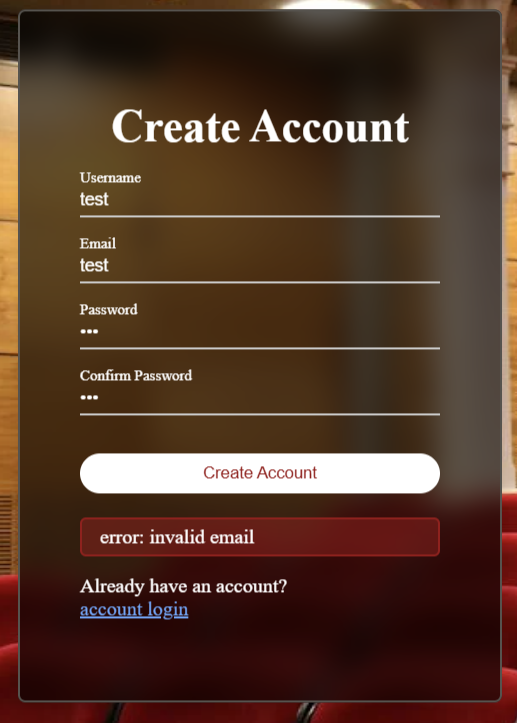 Create Account
Username
test
Email
test
Password
•••
Confirm Password
•••
Create Account
error: invalid email
Already have an account?
account login